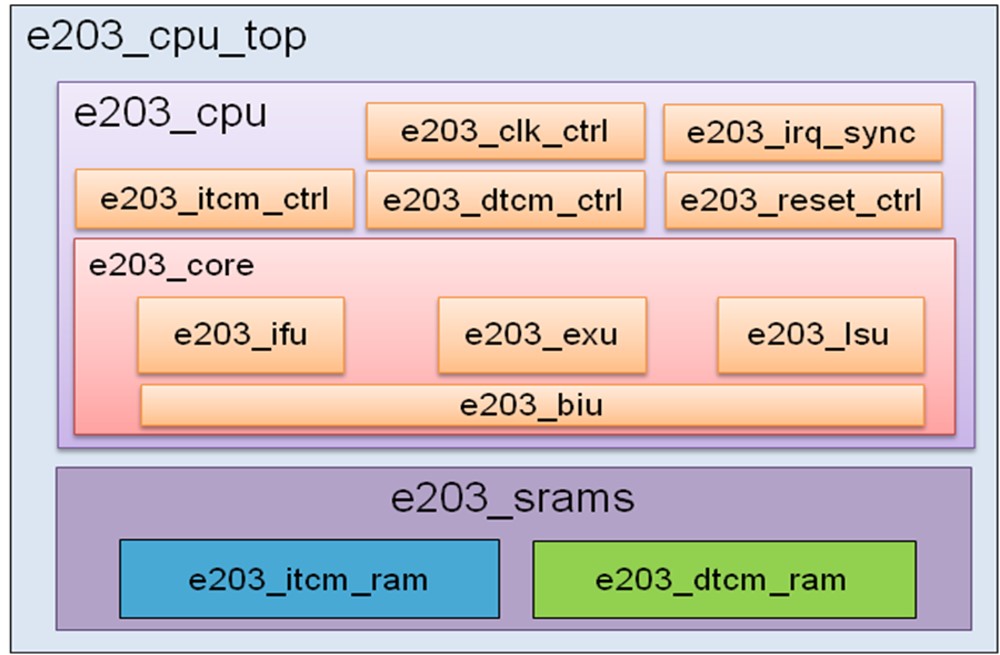 e203_cpu_top
e203_cpu
e203_clk_ctrl
e203_irq_sync
e203_itcm_ctrl
e203_dtcm_ctrl
e203_reset_ctrl
e203_core
e203_ifu
e203_exu
e203_lsu
e203_biu
e203_srams
e203_itcm_ram
e203_dtcm_ram